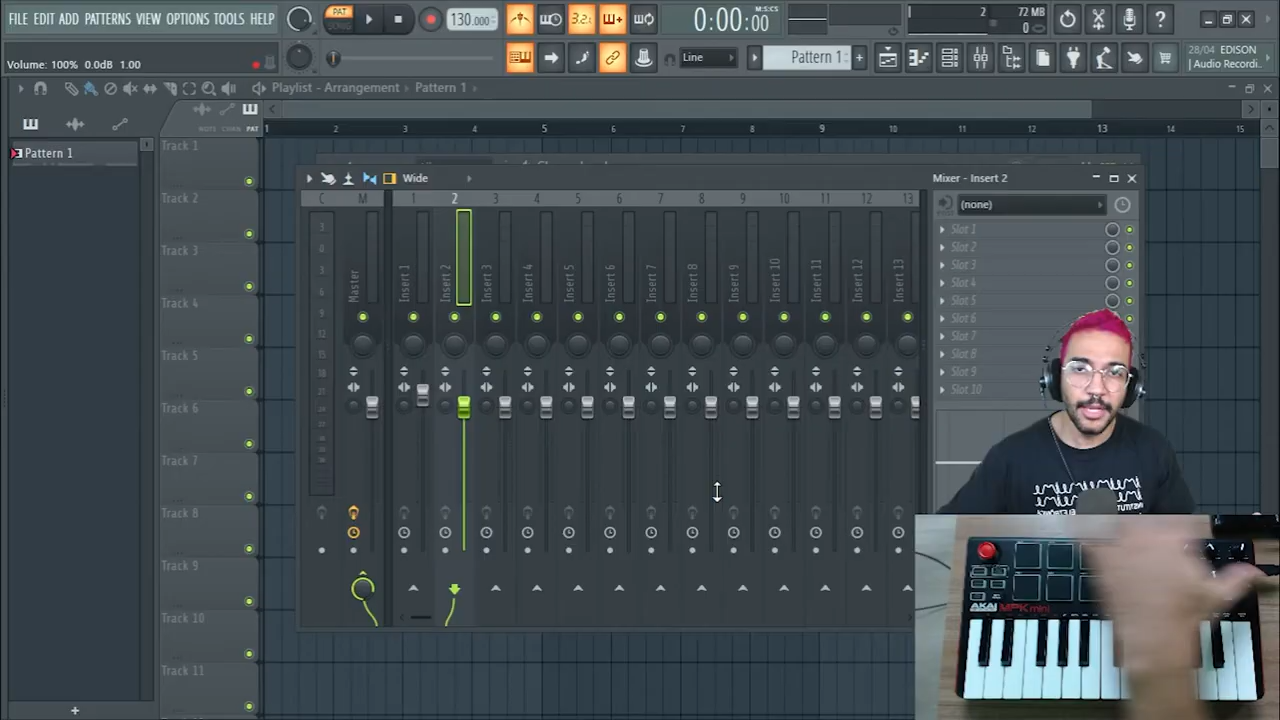 FILE EDIT ADD PATTERNS VIEW OPTIONS TOOLS HELP
PAT
SONG
130.000
3.2
0:00:00
M:S:CS
2
72 MB
0
Volume: 100% 0.0dB 1.00
Line
Pattern 1
28/04 EDISON
Audio Recordi..
Playlist - Arrangement
Pattern 1
NOTE CHAN PAT
1 2 3 4 5 6 7 8 9 10 11 12 13 14 15
Pattern 1
Track 1
Track 2
Track 3
Track 4
Track 5
Track 6
Track 7
Track 8
Track 9
Track 10
Track 11
Wide
Mixer - Insert 2
C M 1 2 3 4 5 6 7 8 9 10 11 12 13
Master
Insert 1
Insert 2
Insert 3
Insert 4
Insert 5
Insert 6
Insert 7
Insert 8
Insert 9
Insert 10
Insert 11
Insert 12
Insert 13
(none)
Slot 1
Slot 2
Slot 3
Slot 4
Slot 5
Slot 6
Slot 7
Slot 8
Slot 9
Slot 10
AKAI
MPK mini